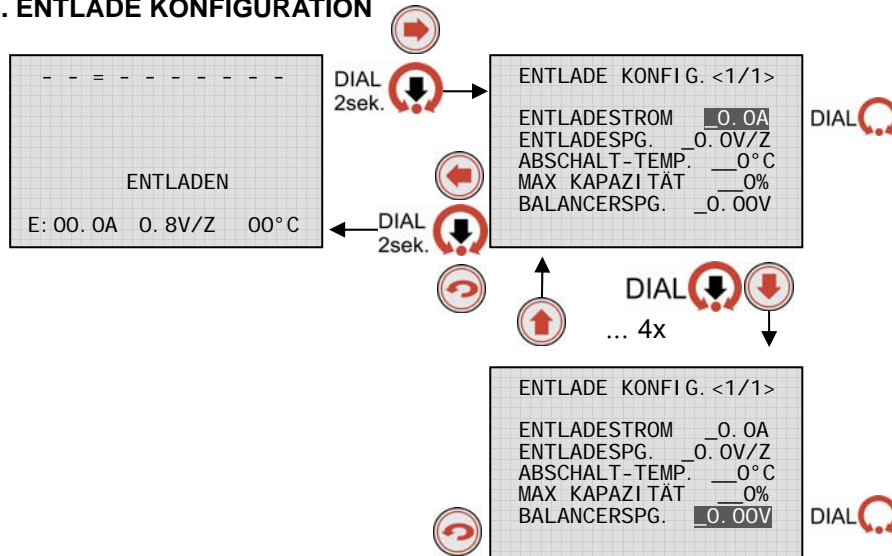 . ENTLADE KONFIGURATION
- - = - - - - - - -
ENTLADEN
E:00.0A 0.8V/Z 00°C
DIAL
2sek.
ENTLADE KONFIG.<1/1>
ENTLADESTROM _0.0A
ENTLADESPG. _0.0V/Z
ABSCHALT-TEMP. __0°C
MAX KAPAZITÄT __0%
BALANCERSPG. _0.00V
DIAL
DIAL
2sek.
DIAL
... 4x
ENTLADE KONFIG.<1/1>
ENTLADESTROM _0.0A
ENTLADESPG. _0.0V/Z
ABSCHALT-TEMP. __0°C
MAX KAPAZITÄT __0%
BALANCERSPG. _0.00V
DIAL